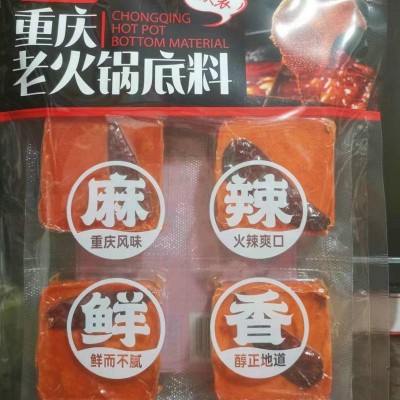 重庆
CHONGQING
HOT POT
BOTTOM MATERIAL
老火锅底料
麻
重庆风味
辣
火辣爽口
鲜
鲜而不腻
香
醇正地道